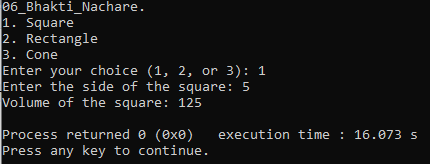 06_Bhakti_Nachare.
1. Square
2. Rectangle
3. Cone
Enter your choice (1, 2, or 3): 1
Enter the side of the square: 5
Volume of the square: 125
Process returned 0 (0x0)   execution time : 16.073 s
Press any key to continue.